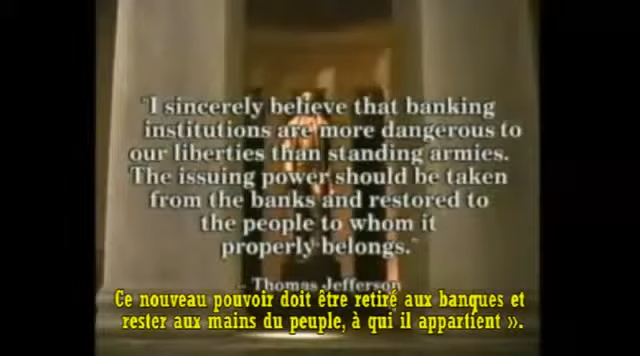 "I sincerely believe that banking
institutions are more dangerous to
our liberties than standing armies.
The issuing power should be taken
from the banks and restored to
the people to whom it
properly belongs."
- Thomas Jefferson
Ce nouveau pouvoir doit être retiré aux banques et
rester aux mains du peuple, à qui il appartient ».